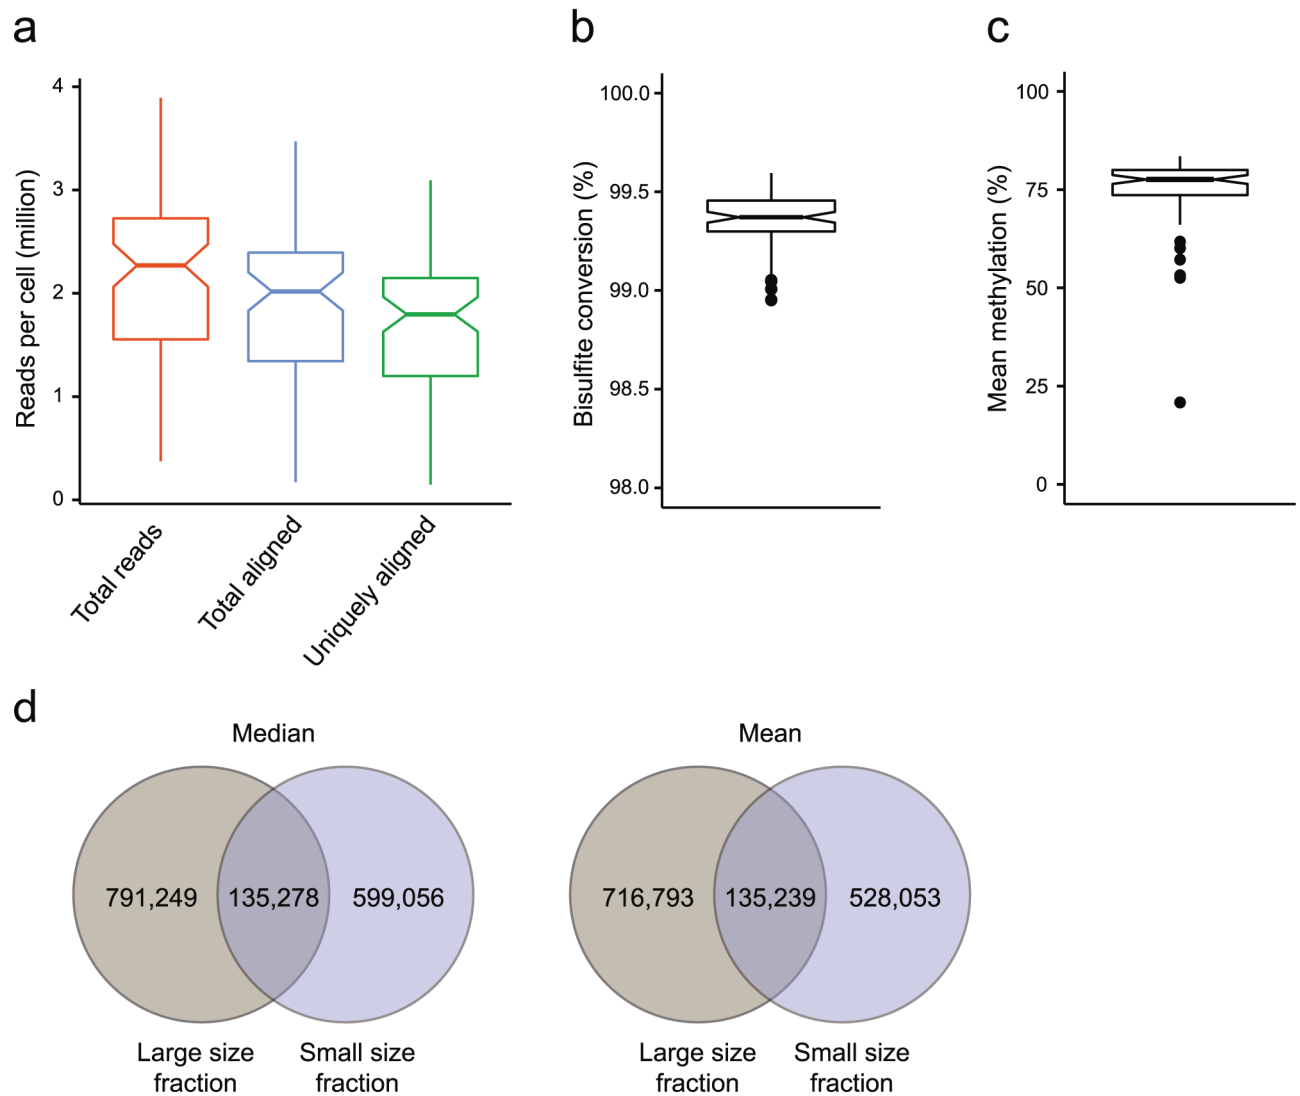 a
b
c
Reads per cell (million)
4
3
2
1
0
Total reads
Total aligned
Uniquely aligned
Bisulfite conversion (%)
100.0
99.5
99.0
98.5
98.0
Mean methylation (%)
100
75
50
25
0
d
Median
791,249
135,278
599,056
Large size
fraction
Small size
fraction
Mean
716,793
135,239
528,053
Large size
fraction
Small size
fraction